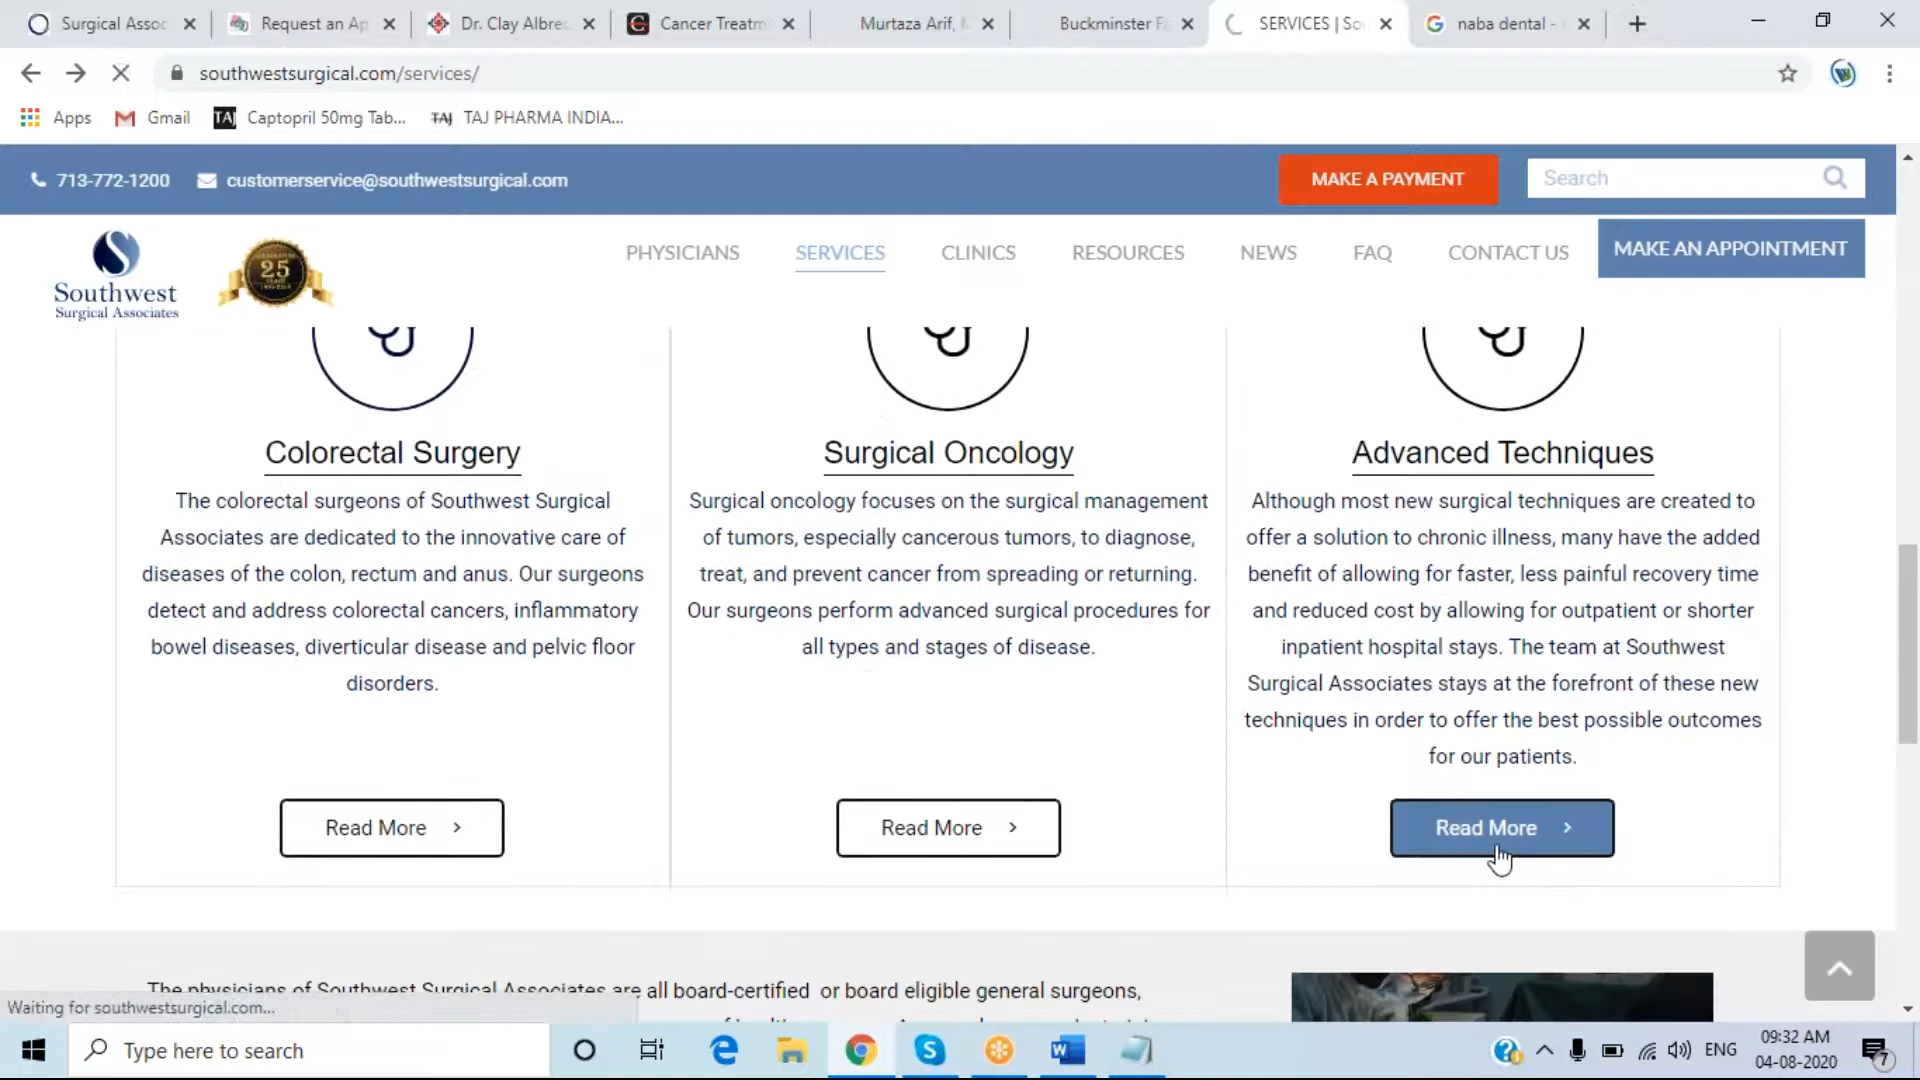 Surgical Assoc
Request an Ap
Dr. Clay Albre
Cancer Treatm
Murtaza Arif,
Buckminster F
SERVICES | So
naba dental -
southwestsurgical.com/services/
Apps
Gmail
TAJ
Captopril 50mg Tab...
TAJ
TAJ PHARMA INDIA...
713-772-1200
customerservice@southwestsurgical.com
MAKE A PAYMENT
Search
Southwest
Surgical Associates
25
PHYSICIANS
SERVICES
CLINICS
RESOURCES
NEWS
FAQ
CONTACT US
MAKE AN APPOINTMENT
Colorectal Surgery
The colorectal surgeons of Southwest Surgical
Associates are dedicated to the innovative care of
diseases of the colon, rectum and anus. Our surgeons
detect and address colorectal cancers, inflammatory
bowel diseases, diverticular disease and pelvic floor
disorders.
Read More
Surgical Oncology
Surgical oncology focuses on the surgical management
of tumors, especially cancerous tumors, to diagnose,
treat, and prevent cancer from spreading or returning.
Our surgeons perform advanced surgical procedures for
all types and stages of disease.
Read More
Advanced Techniques
Although most new surgical techniques are created to
offer a solution to chronic illness, many have the added
benefit of allowing for faster, less painful recovery time
and reduced cost by allowing for outpatient or shorter
inpatient hospital stays. The team at Southwest
Surgical Associates stays at the forefront of these new
techniques in order to offer the best possible outcomes
for our patients.
Read More
The physicians of Southwest Surgical Associates are all board-certified or board eligible general surgeons,
Waiting for southwestsurgical.com...
Type here to search
ENG
09:32 AM
04-08-2020
7